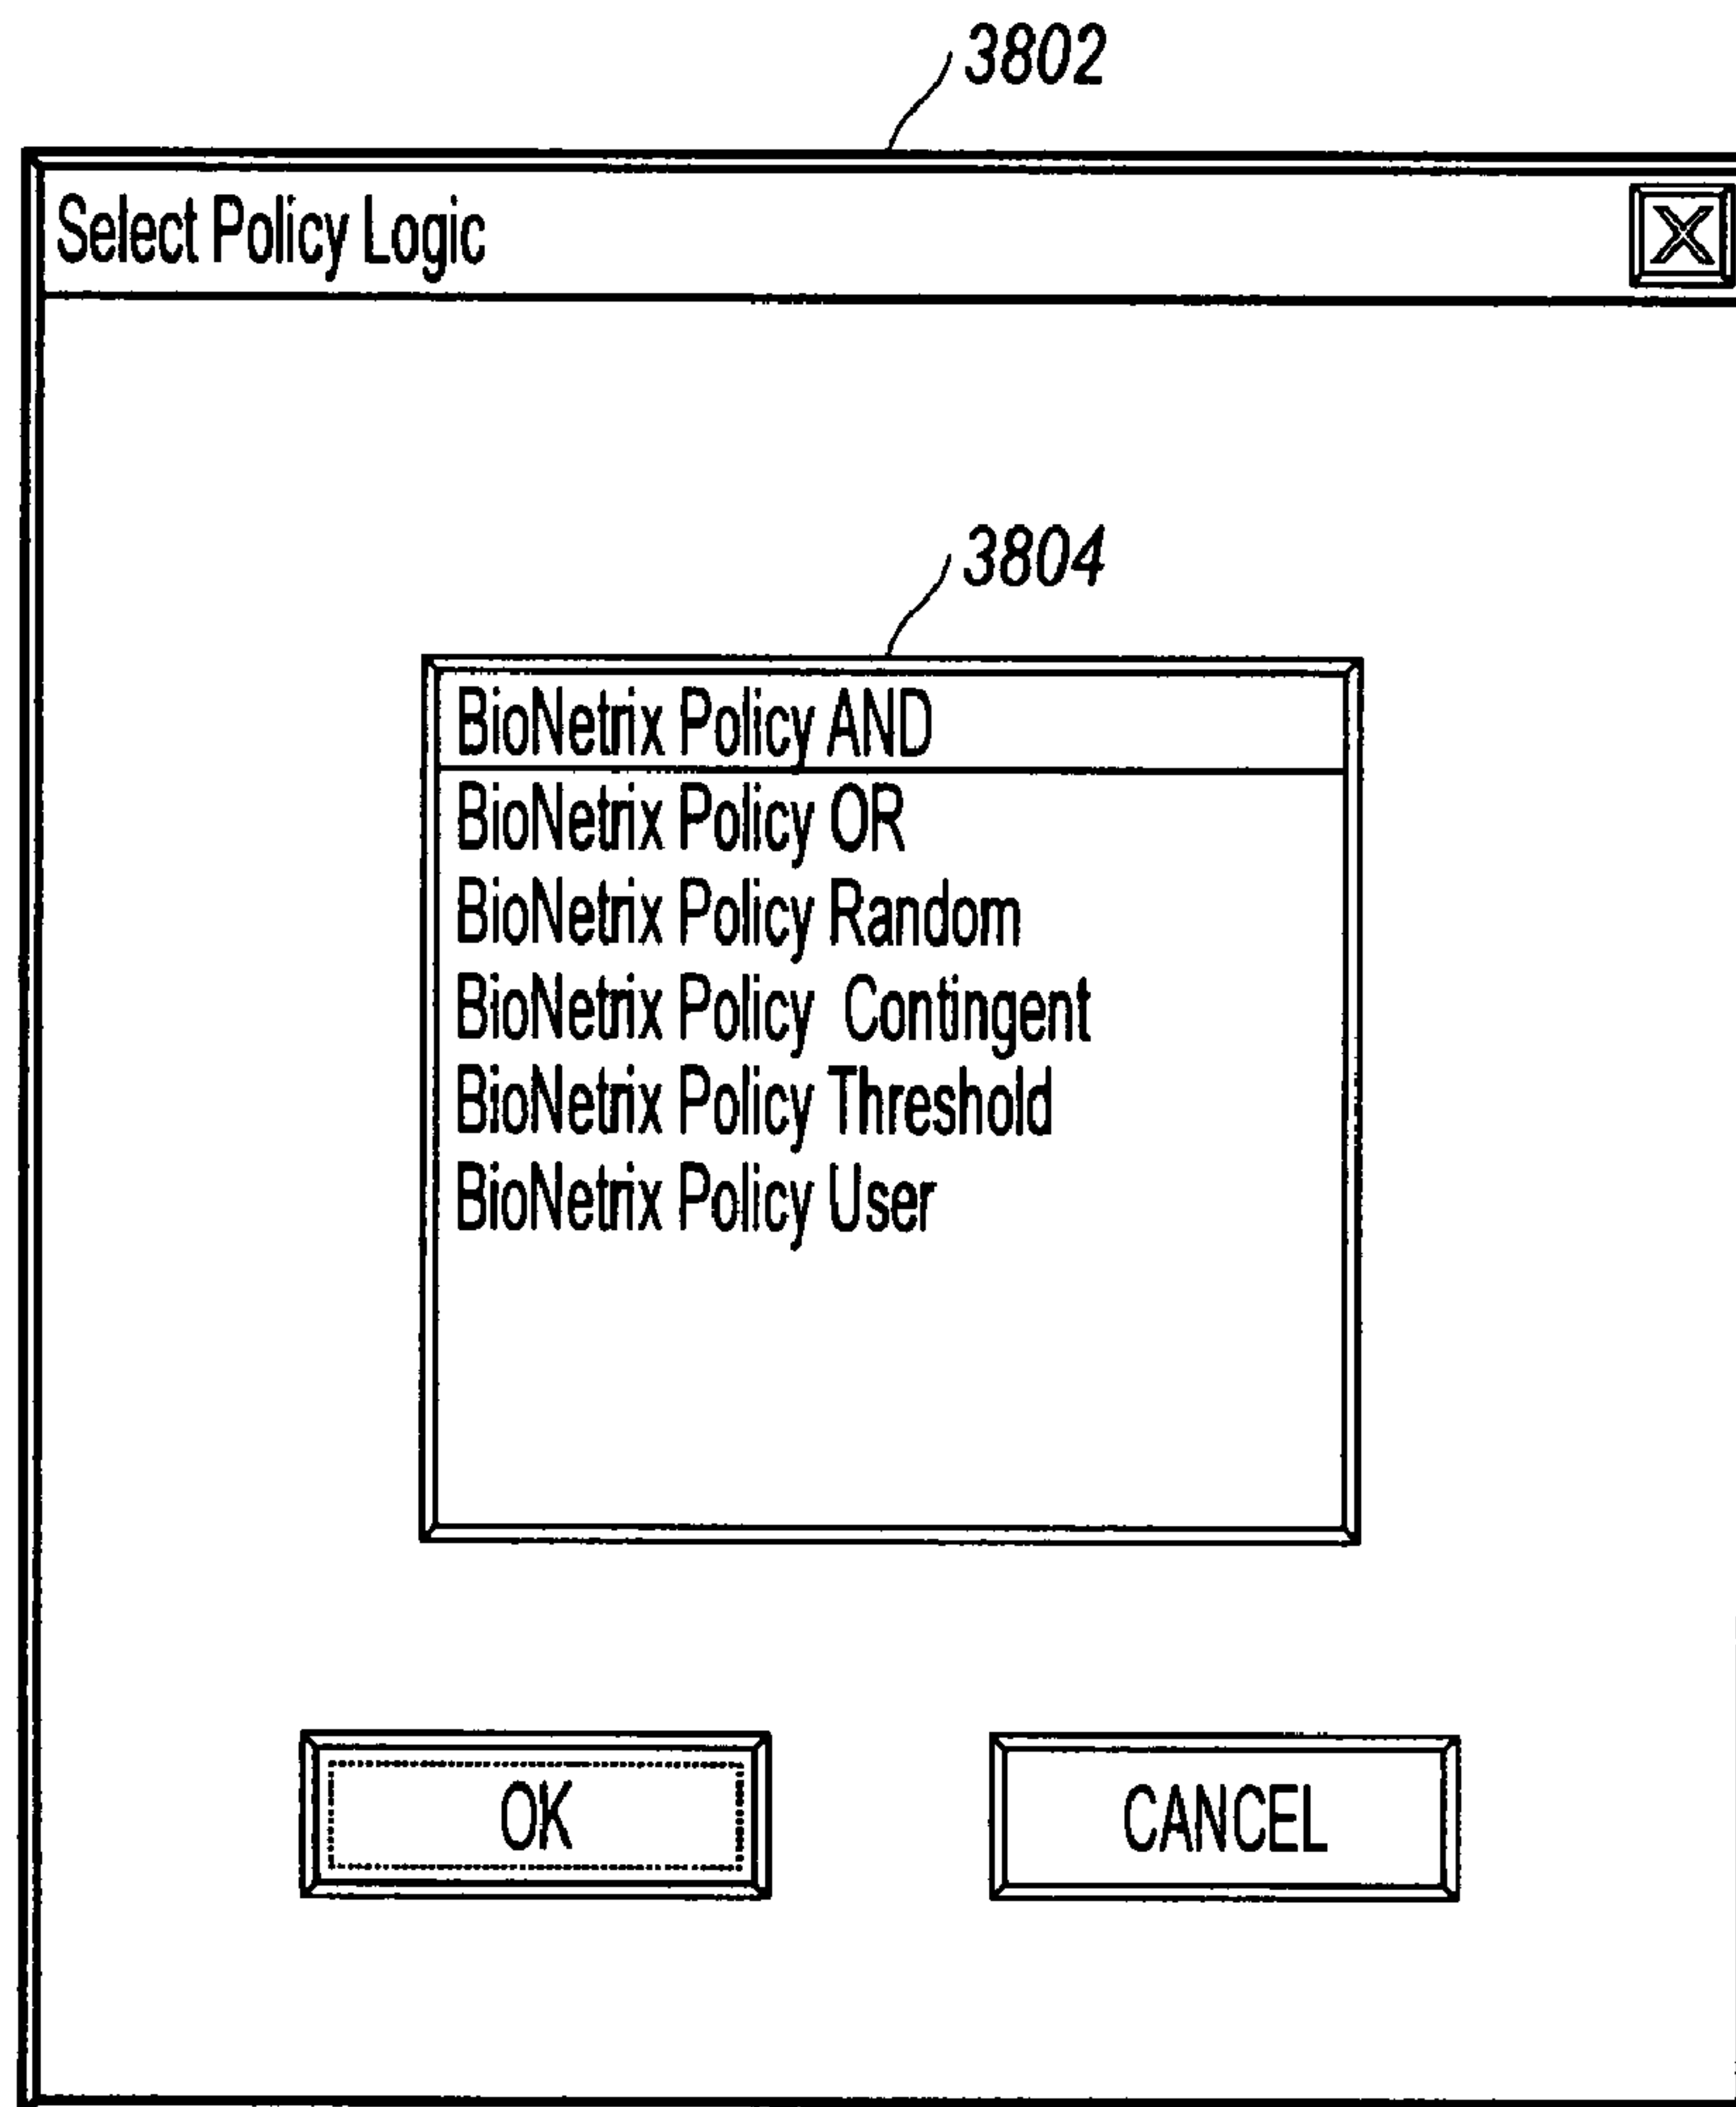 3802
Select Policy Logic X
3804
BioNetrix Policy AND
BioNetrix Policy OR
BioNetrix Policy Random
BioNetrix Policy Contingent
BioNetrix Policy Threshold
BioNetrix Policy User
OK CANCEL